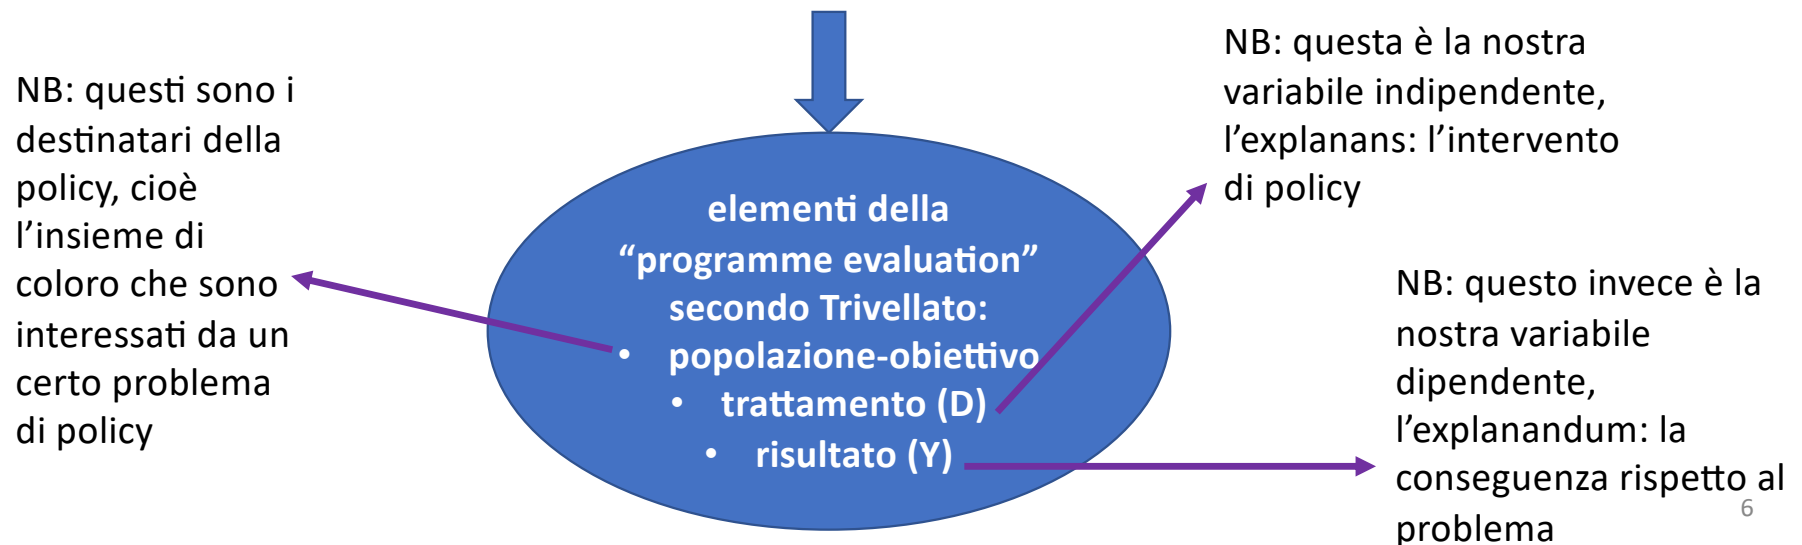 NB: questi sono i
destinatari della
policy, cioè
l’insieme di
coloro che sono
interessati da un
certo problema
di policy
elementi della
“programme evaluation”
secondo Trivellato:
• popolazione-obiettivo
• trattamento (D)
• risultato (Y)
NB: questa è la nostra
variabile indipendente,
l’explanans: l’intervento
di policy
NB: questo invece è la
nostra variabile
dipendente,
l’explanandum: la
conseguenza rispetto al
problema
6